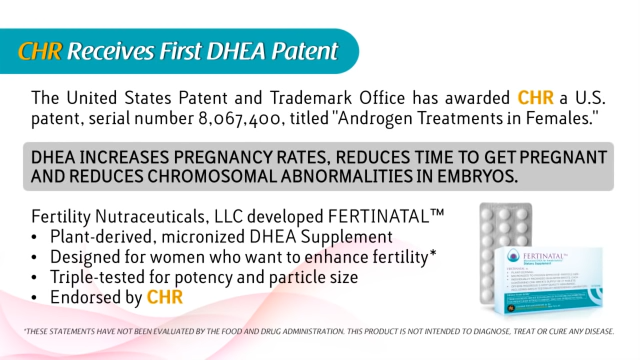 CHR Receives First DHEA Patent
The United States Patent and Trademark Office has awarded CHR a U.S.
patent, serial number 8,067,400, titled "Androgen Treatments in Females."
DHEA INCREASES PREGNANCY RATES, REDUCES TIME TO GET PREGNANT
AND REDUCES CHROMOSOMAL ABNORMALITIES IN EMBRYOS.
Fertility Nutraceuticals, LLC developed FERTINATAL™
• Plant-derived, micronized DHEA Supplement
• Designed for women who want to enhance fertility*
• Triple-tested for potency and particle size
• Endorsed by CHR
FERTINATAL™
*THESE STATEMENTS HAVE NOT BEEN EVALUATED BY THE FOOD AND DRUG ADMINISTRATION. THIS PRODUCT IS NOT INTENDED TO DIAGNOSE, TREAT OR CURE ANY DISEASE.